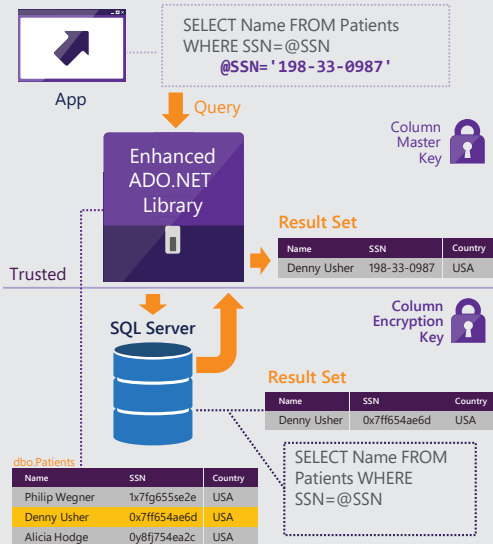 SELECT Name FROM Patients
WHERE SSN=@SSN
@SSN='198-33-0987'
App
Query
Column
Master
Key
Enhanced
ADO.NET
Library
Result Set
Name SSN Country
Denny Usher 198-33-0987 USA
Trusted
SQL Server
Column
Encryption
Key
Result Set
Name SSN Country
Denny Usher 0x7ff654ae6d USA
SELECT Name FROM
Patients WHERE
SSN=@SSN
dbo.Patients
Name SSN Country
Philip Wegner 1x7fg655se2e USA
Denny Usher 0x7ff654ae6d USA
Alicia Hodge 0y8fj754ea2c USA